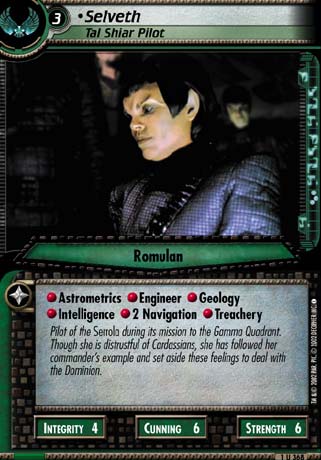 3
•Selveth
Tal Shiar Pilot
Romulan
• Astrometrics • Engineer • Geology
• Intelligence • 2 Navigation • Treachery
Pilot of the Serrola during its mission to the Gamma Quadrant.
Though she is distrustful of Cardassians, she has followed her
commander's example and set aside these feelings to deal with
the Dominion.
INTEGRITY 4 CUNNING 6 STRENGTH 6
1 U 368